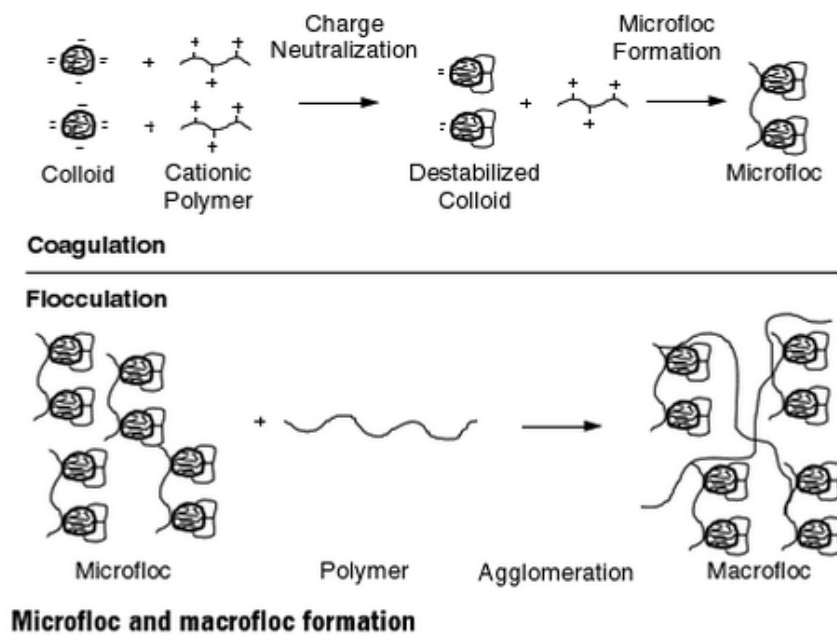 Charge
Neutralization
Microfloc
Formation
Colloid
Cationic
Polymer
Destabilized
Colloid
Microfloc
Coagulation
Flocculation
Microfloc
Polymer
Agglomeration
Macrofloc
Microfloc and macrofloc formation